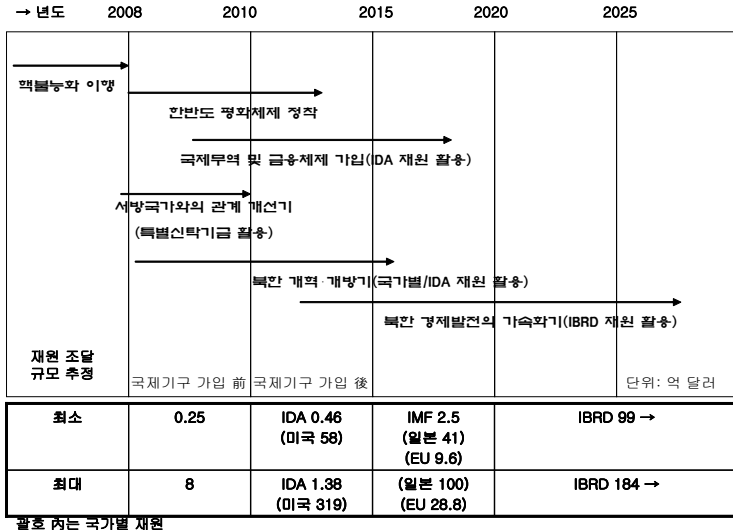 → 년도 2008 2010 2015 2020 2025
핵불능화 이행
한반도 평화체제 정착
국제무역 및 금융체제 가입(IDA 재원 활용)
서방국가와의 관계 개선기
(특별신탁기금 활용)
북한 개혁·개방기(국가별/IDA 재원 활용)
북한 경제발전의 가속화기(IBRD 재원 활용)
재원 조달
규모 추정
국제기구 가입 前 국제기구 가입 後 단위: 억 달러
최소 0.25 IDA 0.46 IMF 2.5 IBRD 99 →
(미국 58) (일본 41)
(EU 9.6)
최대 8 IDA 1.38 (일본 100) IBRD 184 →
(미국 319) (EU 28.8)
괄호 內는 국가별 재원